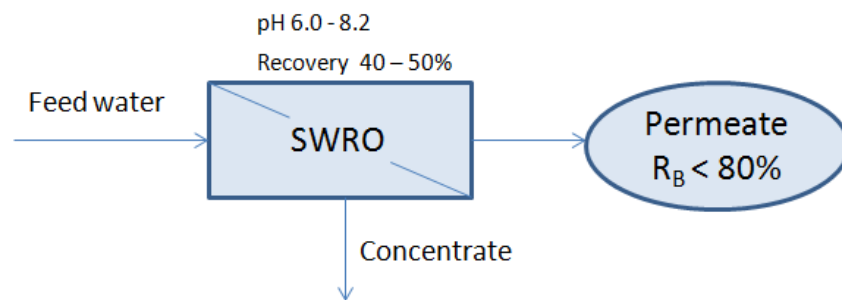 pH 6.0 - 8.2
Recovery 40 – 50%
Feed water
SWRO
Permeate
R_B < 80%
Concentrate